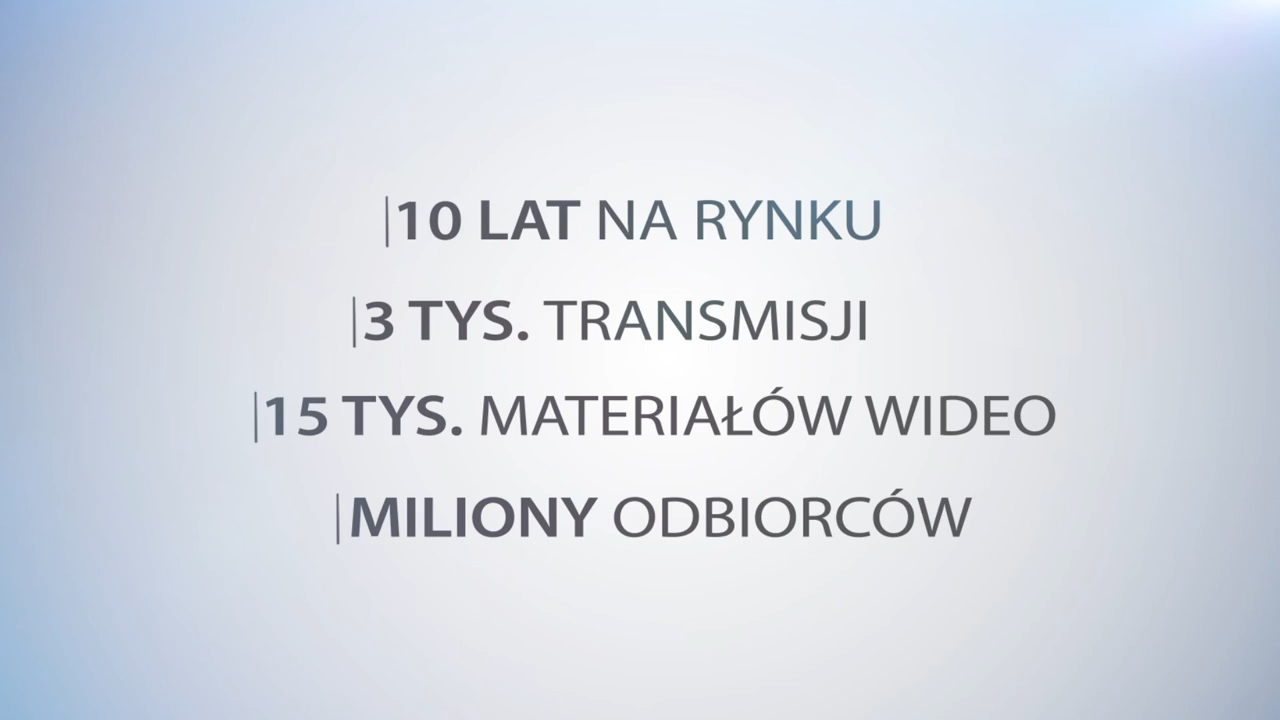 10 LAT NA RYNKU
3 TYS. TRANSMISJI
15 TYS. MATERIAŁÓW WIDEO
MILIONY ODBIORCÓW